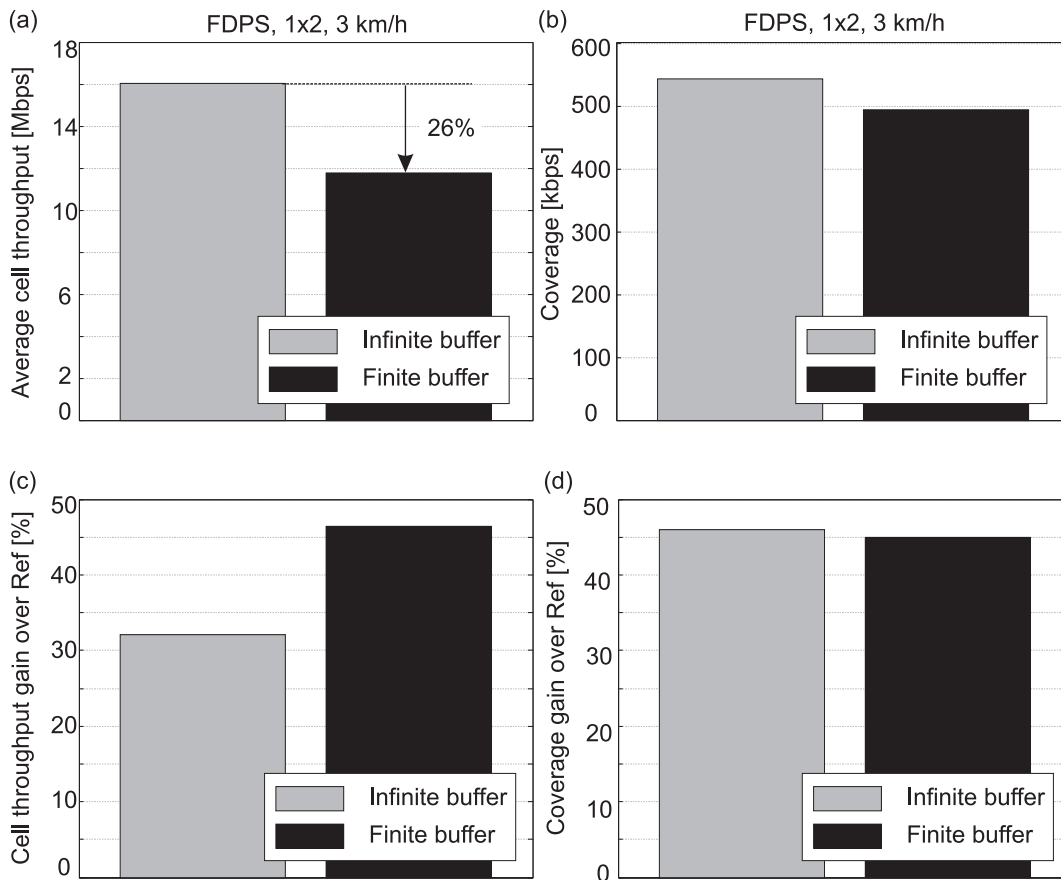 (a)
FDPS, 1x2, 3 km/h
Average cell throughput [Mbps]
18
14
10
6
2
0
26%
Infinite buffer
Finite buffer
(b)
FDPS, 1x2, 3 km/h
Coverage [kbps]
600
500
400
300
200
100
0
Infinite buffer
Finite buffer
(c)
Cell throughput gain over Ref [%]
50
40
30
20
10
0
Infinite buffer
Finite buffer
(d)
Coverage gain over Ref [%]
50
40
30
20
10
0
Infinite buffer
Finite buffer